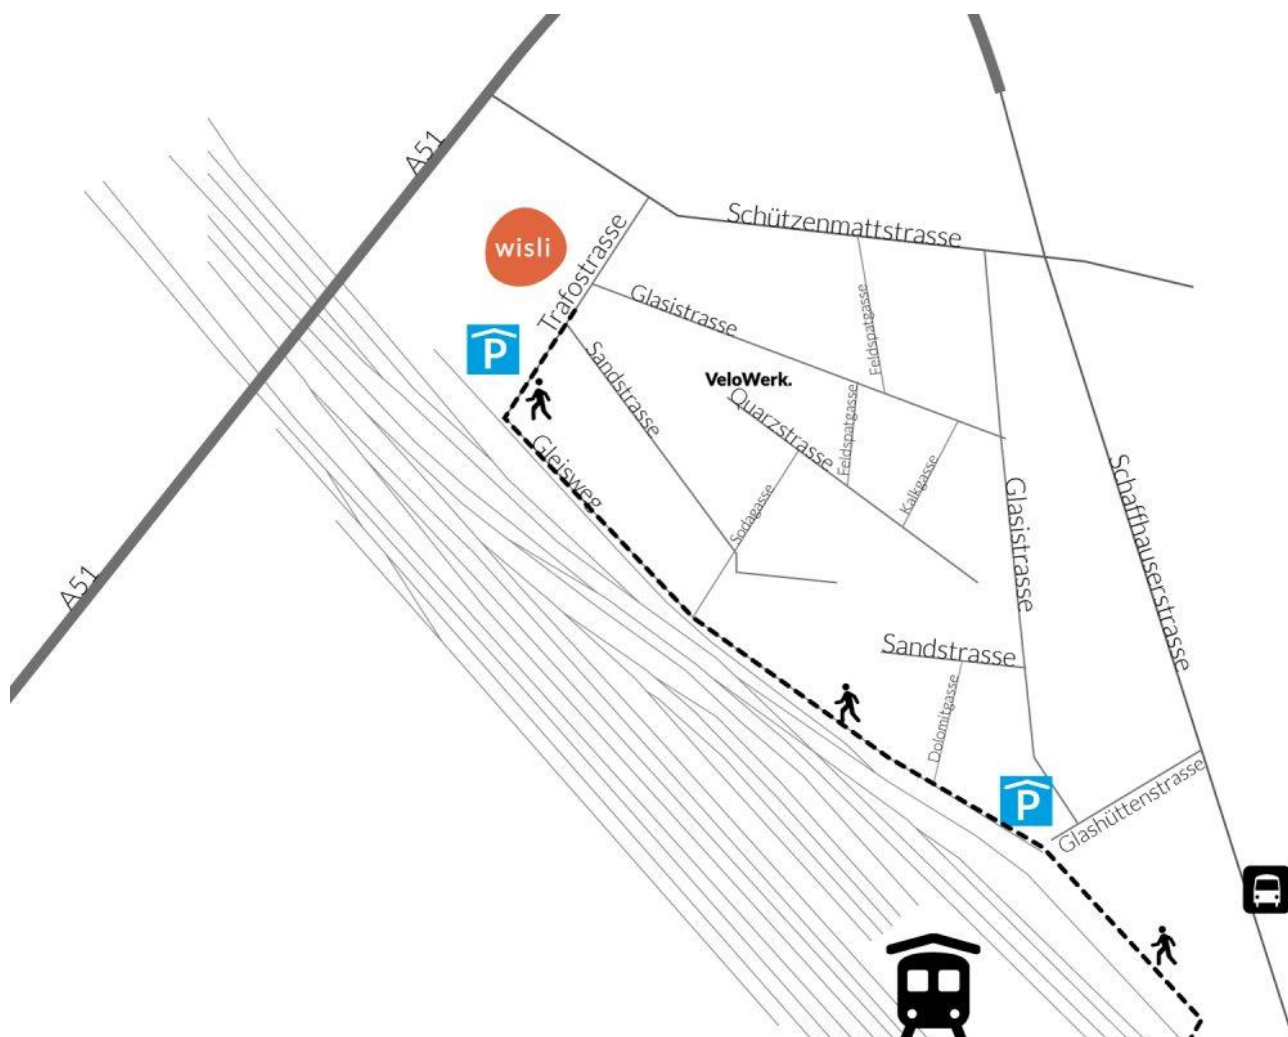 A51
Schützenmattstrasse
wisli
Trafostrasse
Glasistrasse
Feldspatgasse
P
Sandstrasse
VeloWerk.
Quarzstrasse
Feldspatgasse
Gleisweg
Kalkgasse
Glasistrasse
Schaffhauserstrasse
Sodagasse
A51
Sandstrasse
Dolomitgasse
P
Glashüttenstrasse